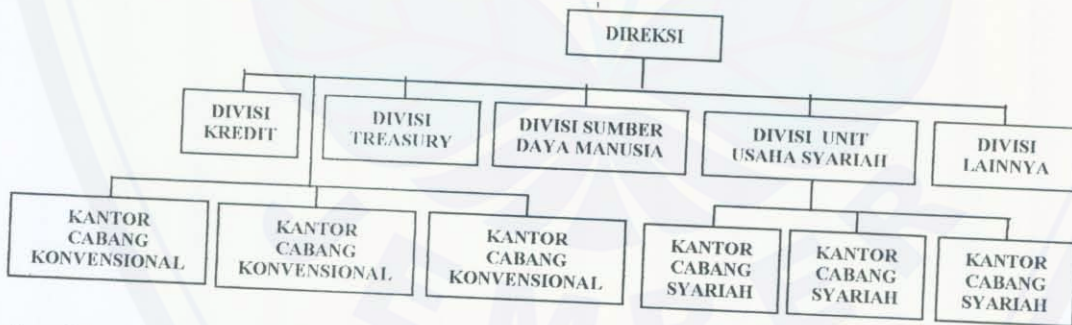 DIREKSI
DIVISI
KREDIT
DIVISI
TREASURY
DIVISI SUMBER
DAYA MANUSIA
DIVISI UNIT
USAHA SYARIAH
DIVISI
LAINNYA
KANTOR
CABANG
KONVENSIONAL
KANTOR
CABANG
KONVENSIONAL
KANTOR
CABANG
KONVENSIONAL
KANTOR
CABANG
SYARIAH
KANTOR
CABANG
SYARIAH
KANTOR
CABANG
SYARIAH